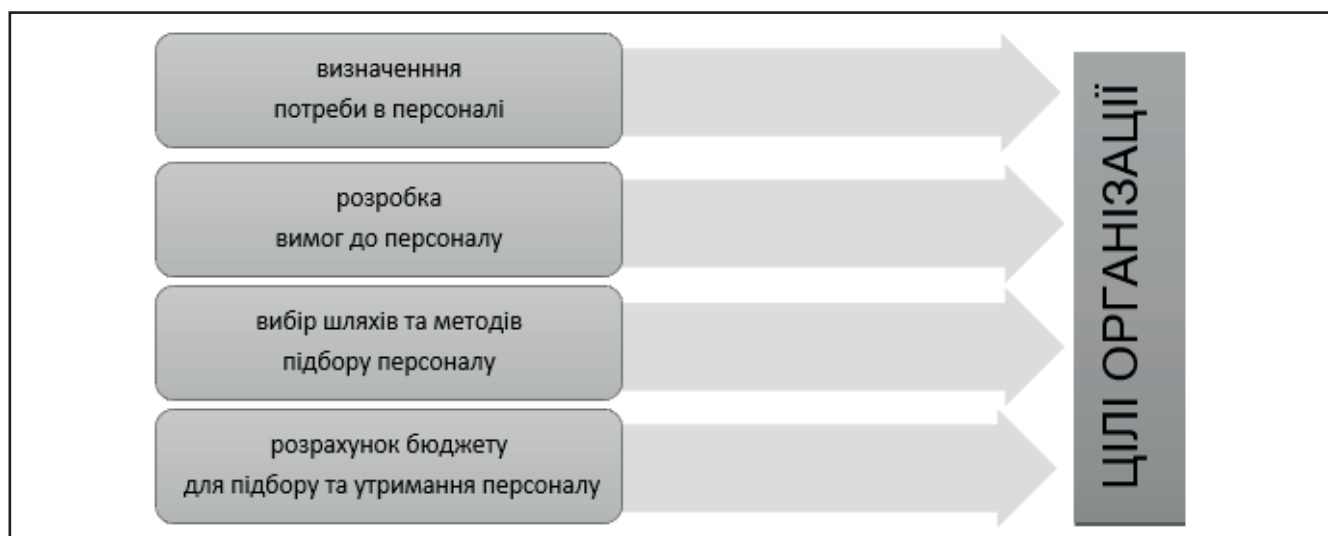 визначенння
потреби в персоналі
розробка
вимог до персоналу
вибір шляхів та методів
підбору персоналу
розрахунок бюджету
для підбору та утримання персоналу
ЦІЛІ ОРГАНІЗАЦІЇ